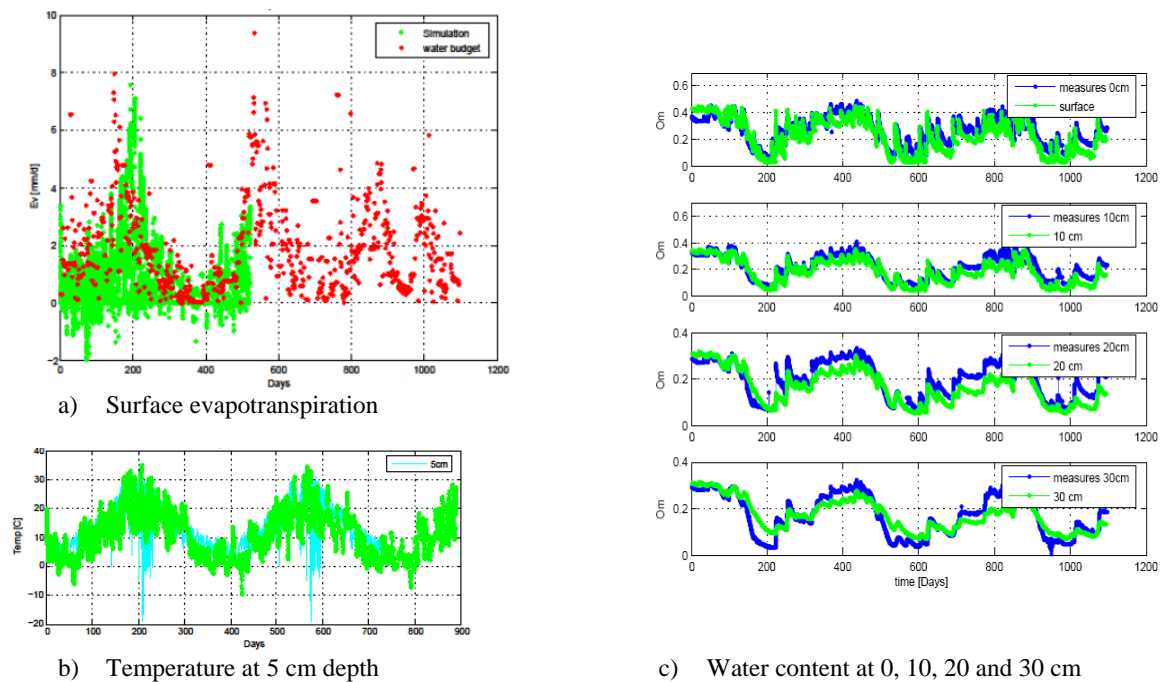 10
8
6
4
2
0
−2
Ev [mm/d]
Simulation
water budget
0 200 400 600 800 1000 1200
Days
a) Surface evapotranspiration
40
30
20
10
0
−10
−20
Temp[C]
5cm
0 100 200 300 400 500 600 700 800 900
Days
b) Temperature at 5 cm depth
0.6
0.4
0.2
0
Om
measures 0cm
surface
0 200 400 600 800 1000 1200
0.6
0.4
0.2
0
Om
measures 10cm
10 cm
0 200 400 600 800 1000 1200
0.4
0.2
0
Om
measures 20cm
20 cm
0 200 400 600 800 1000 1200
0.4
0.2
0
Om
measures 30cm
30 cm
0 200 400 600 800 1000 1200
time [Days]
c) Water content at 0, 10, 20 and 30 cm